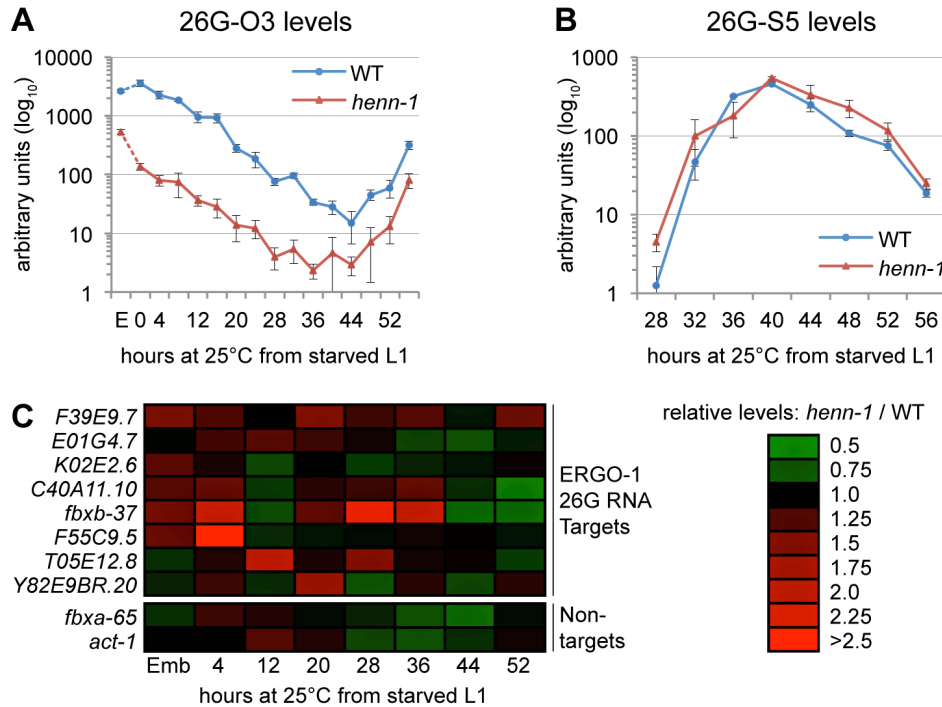 A
26G-O3 levels
arbitrary units (log10)
10000
1000
100
10
1
WT
henn-1
E 0 4 12 20 28 36 44 52
hours at 25°C from starved L1
B
26G-S5 levels
arbitrary units (log10)
1000
100
10
1
WT
henn-1
28 32 36 40 44 48 52 56
hours at 25°C from starved L1
C
F39E9.7
E01G4.7
K02E2.6
C40A11.10
fbxb-37
F55C9.5
T05E12.8
Y82E9BR.20
fbxa-65
act-1
Emb 4 12 20 28 36 44 52
hours at 25°C from starved L1
ERGO-1
26G RNA
Targets
Non-
targets
relative levels: henn-1 / WT
0.5
0.75
1.0
1.25
1.5
1.75
2.0
2.25
>2.5